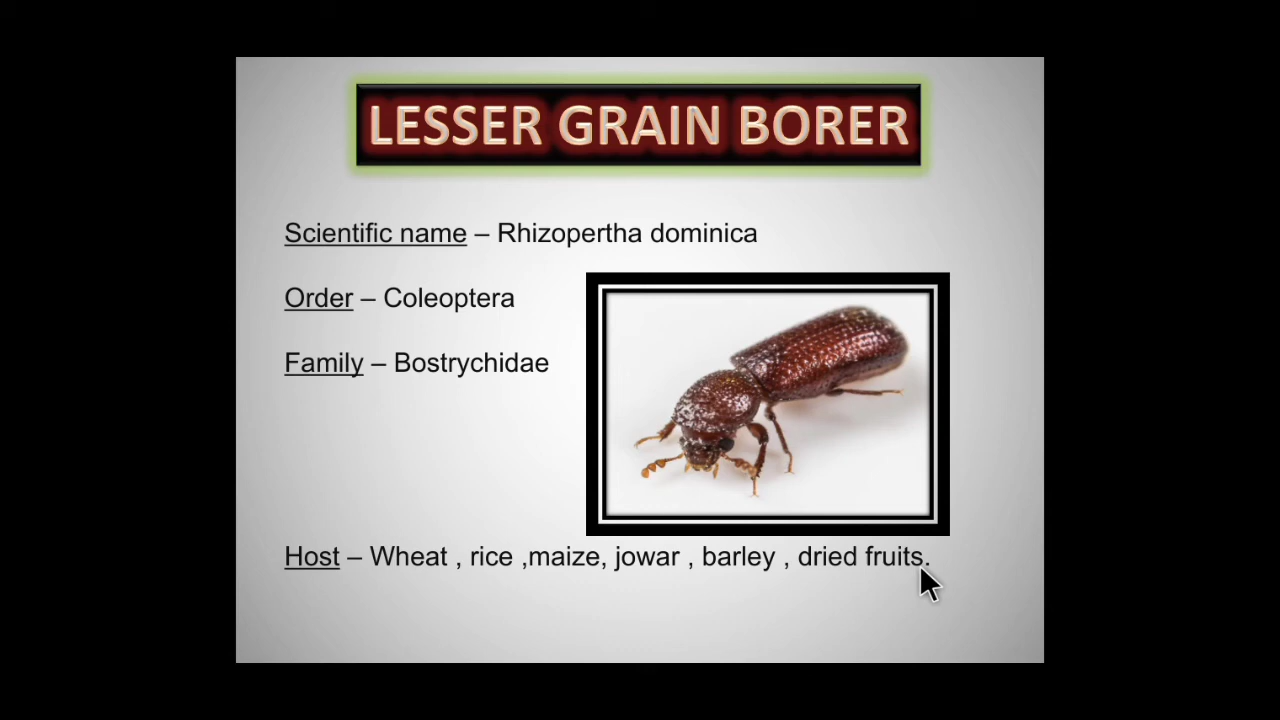 LESSER GRAIN BORER
Scientific name – Rhizopertha dominica
Order – Coleoptera
Family – Bostrychidae
Host – Wheat , rice ,maize, jowar , barley , dried fruits.